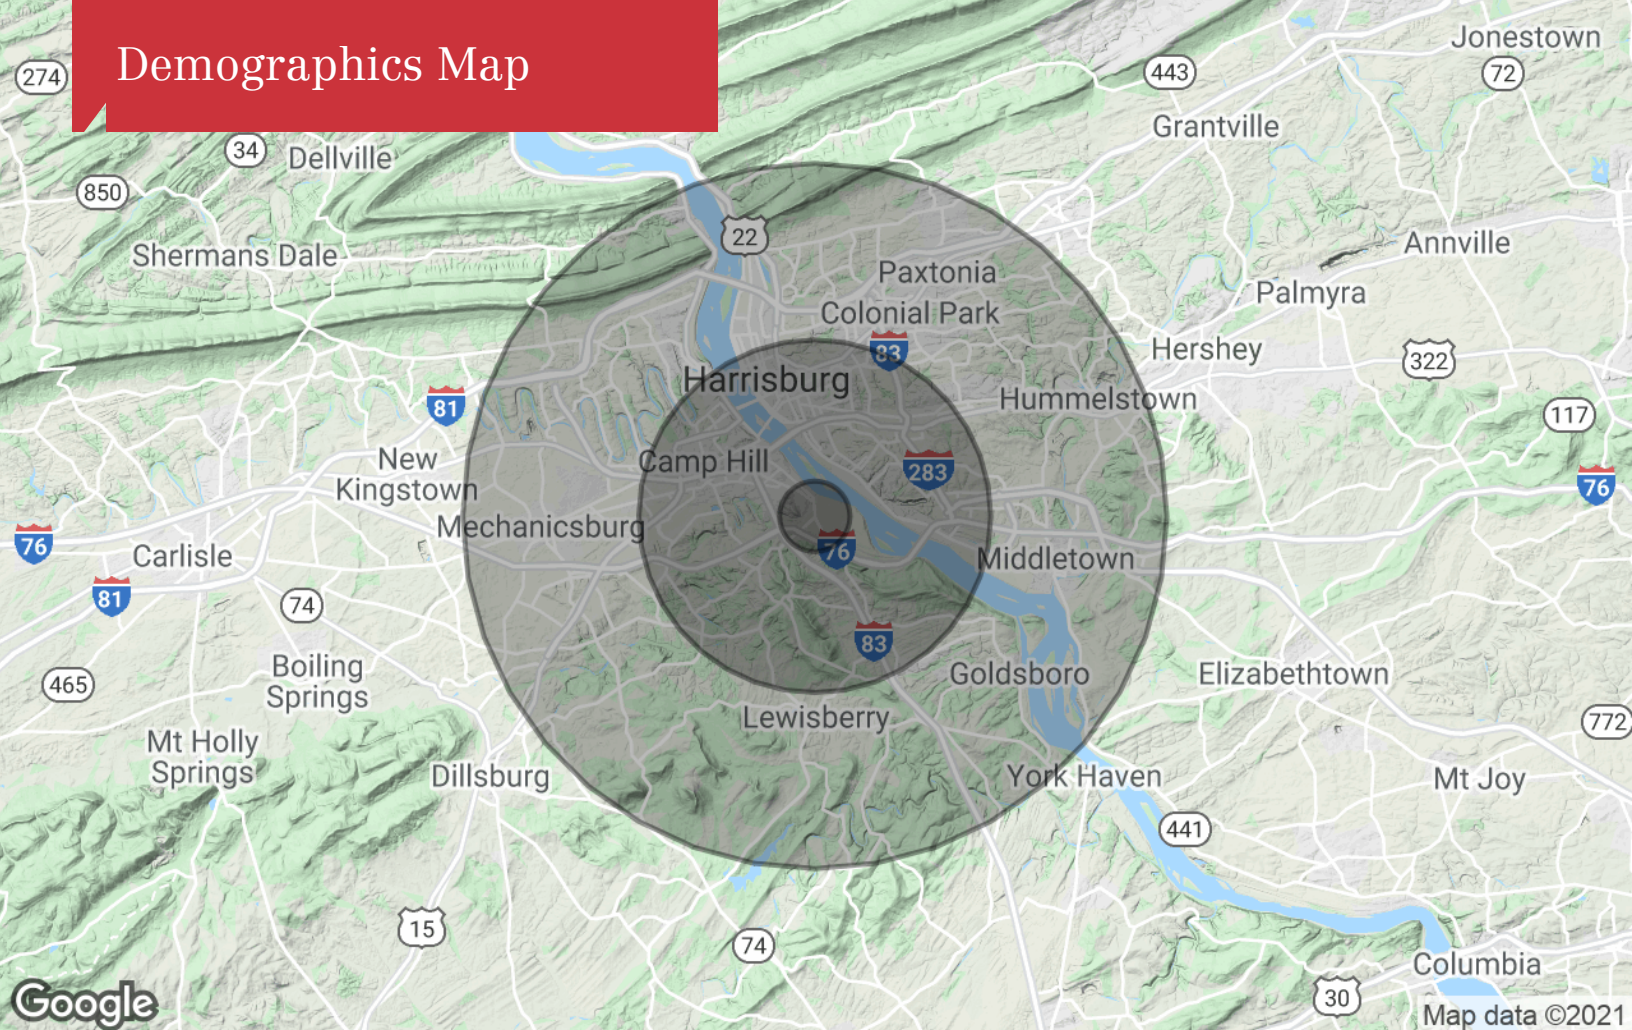 Demographics Map
Jonestown
274
443
72
Grantville
34
Dellville
850
22
Shermans Dale
Annville
Paxtonia
Palmyra
Colonial Park
83
Hershey
322
Harrisburg
81
Hummelstown
117
New
Kingstown
Camp Hill
283
76
Mechanicsburg
76
Carlisle
76
Middletown
81
74
83
Boiling
Springs
465
Goldsboro
Elizabethtown
Lewisberry
772
Mt Holly
Springs
Dillsburg
York Haven
Mt Joy
441
15
74
Columbia
30
Google
Map data ©2021